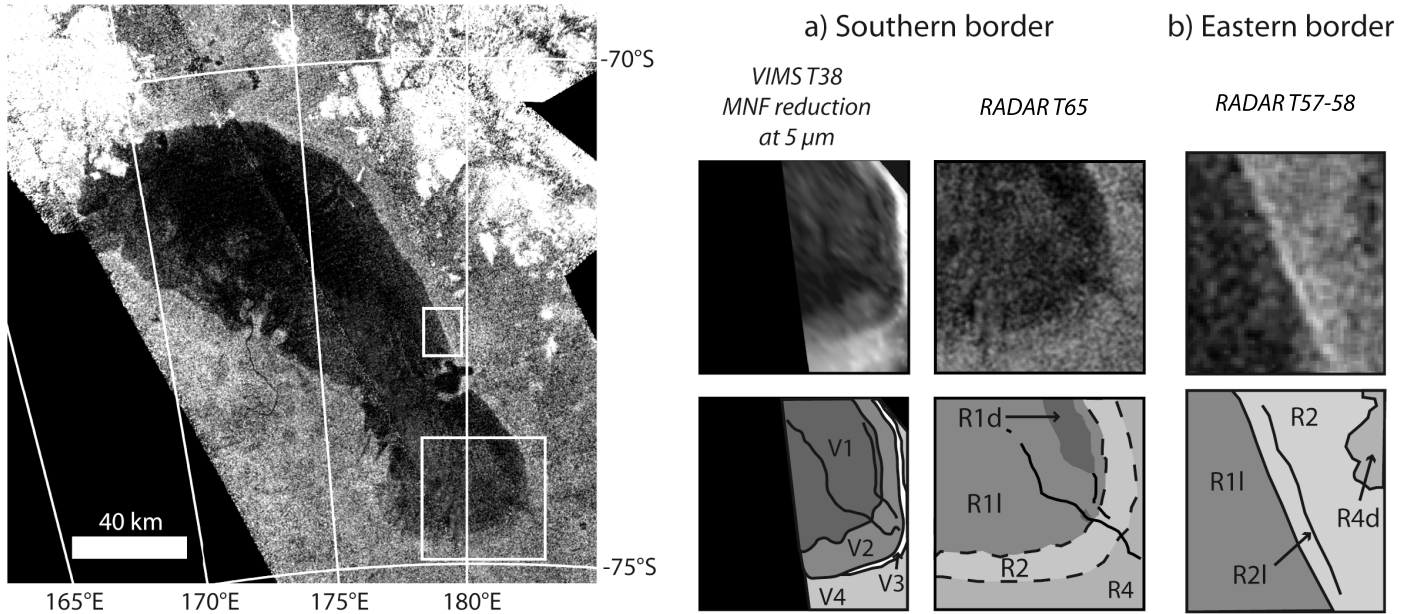 a) Southern border
b) Eastern border
VIMS T38
MNF reduction
at 5 µm
RADAR T65
RADAR T57-58
-70°S
40 km
-75°S
165°E
170°E
175°E
180°E
V1
V2
V3
V4
R1d
R1l
R2
R4
R2
R1l
R4d
R2l